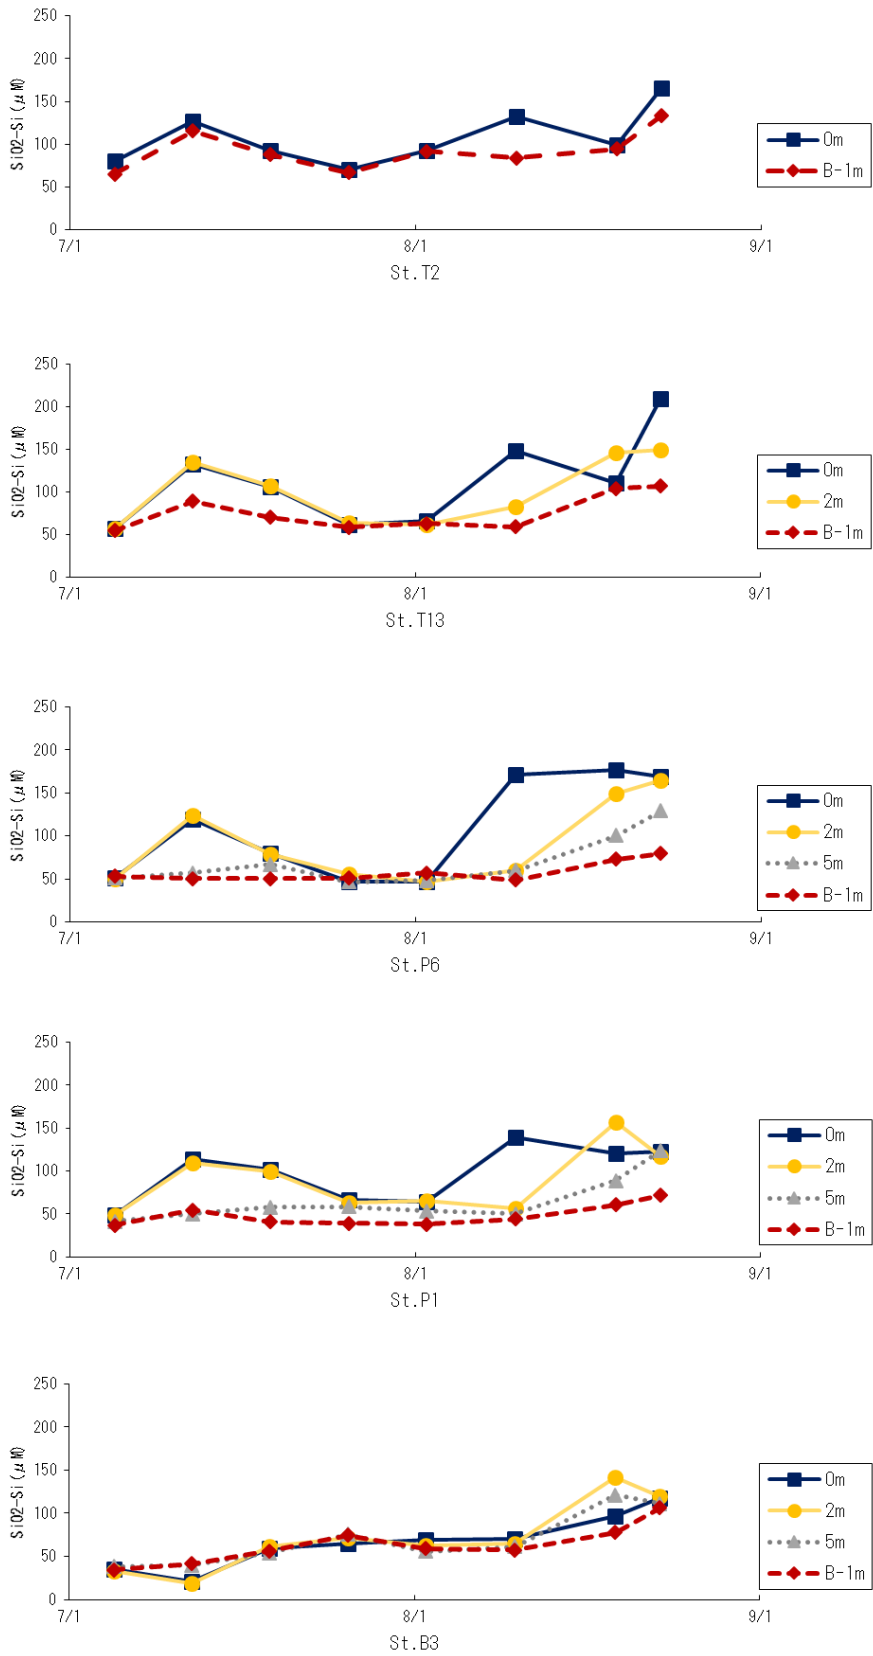 250
200
150
100
50
0
SiO2-Si(μM)
7/1 8/1 9/1
St.T2
0m
B-1m
250
200
150
100
50
0
SiO2-Si(μM)
7/1 8/1 9/1
St.T13
0m
2m
B-1m
250
200
150
100
50
0
SiO2-Si(μM)
7/1 8/1 9/1
St.P6
0m
2m
5m
B-1m
250
200
150
100
50
0
SiO2-Si(μM)
7/1 8/1 9/1
St.P1
0m
2m
5m
B-1m
250
200
150
100
50
0
SiO2-Si(μM)
7/1 8/1 9/1
St.B3
0m
2m
5m
B-1m